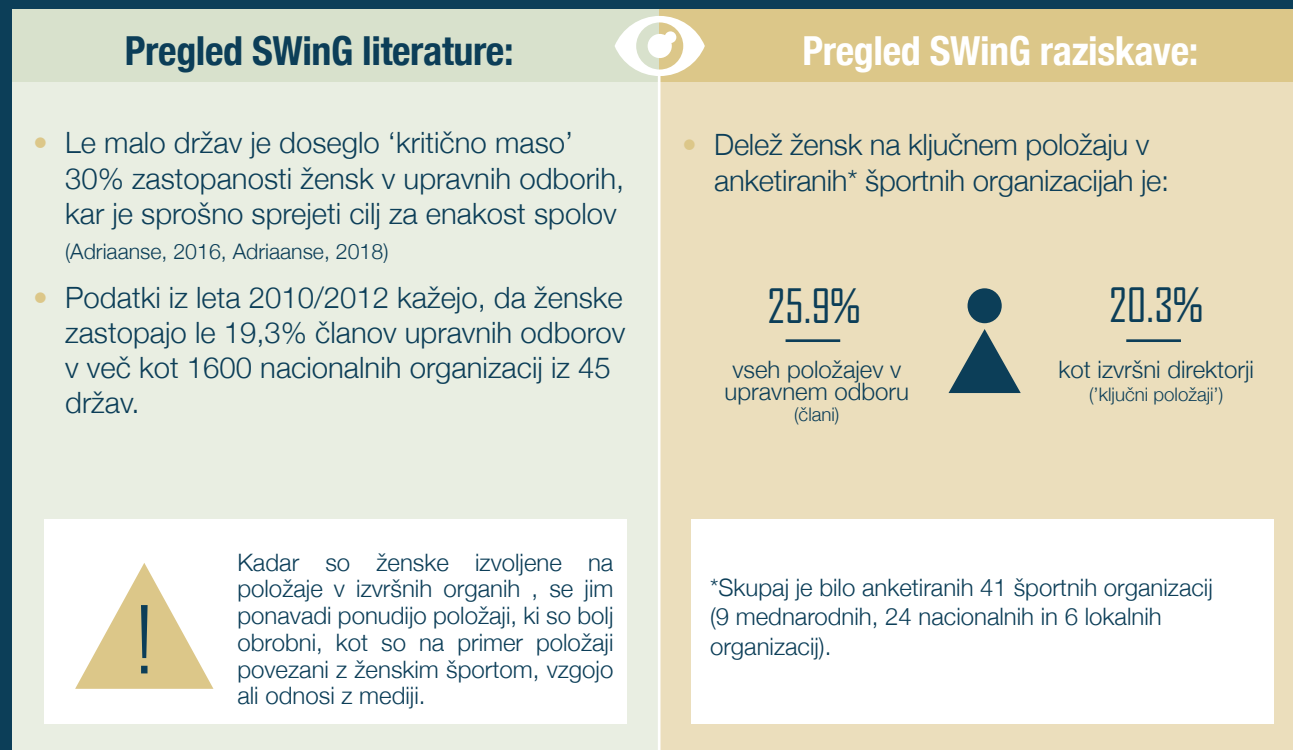 Pregled SWinG literature:
Le malo držav je doseglo ‘kritično maso’
30% zastopanosti žensk v upravnih odborih,
kar je sprošno sprejeti cilj za enakost spolov
(Adriaanse, 2016, Adriaanse, 2018)
Podatki iz leta 2010/2012 kažejo, da ženske
zastopajo le 19,3% članov upravnih odborov
v več kot 1600 nacionalnih organizacij iz 45
držav.
!
Kadar so ženske izvoljene na
položaje v izvršnih organih , se jim
ponavadi ponudijo položaji, ki so bolj
obrobni, kot so na primer položaji
povezani z ženskim športom, vzgojo
ali odnosi z mediji.
Pregled SWinG raziskave:
Delež žensk na ključnem položaju v
anketiranih* športnih organizacijah je:
25.9%
vseh položajev v
upravnem odboru
(člani)
20.3%
kot izvršni direktorji
(’ključni položaji’)
*Skupaj je bilo anketiranih 41 športnih organizacij
(9 mednarodnih, 24 nacionalnih in 6 lokalnih
organizacij).